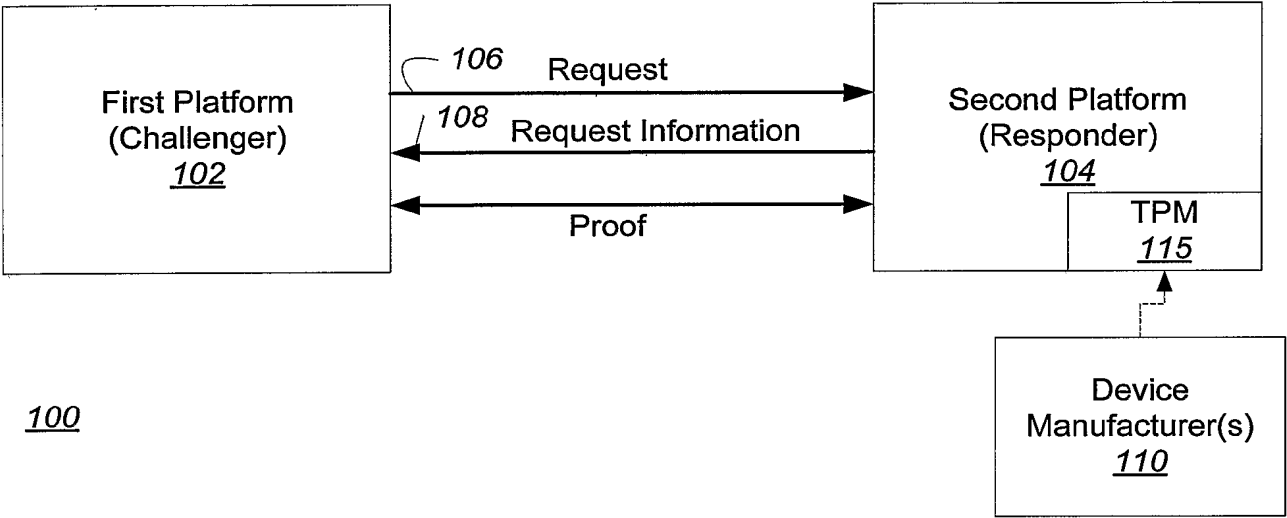 First Platform
(Challenger)
102
106
Request
108
Request Information
Proof
Second Platform
(Responder)
104
TPM
115
Device
Manufacturer(s)
110
100